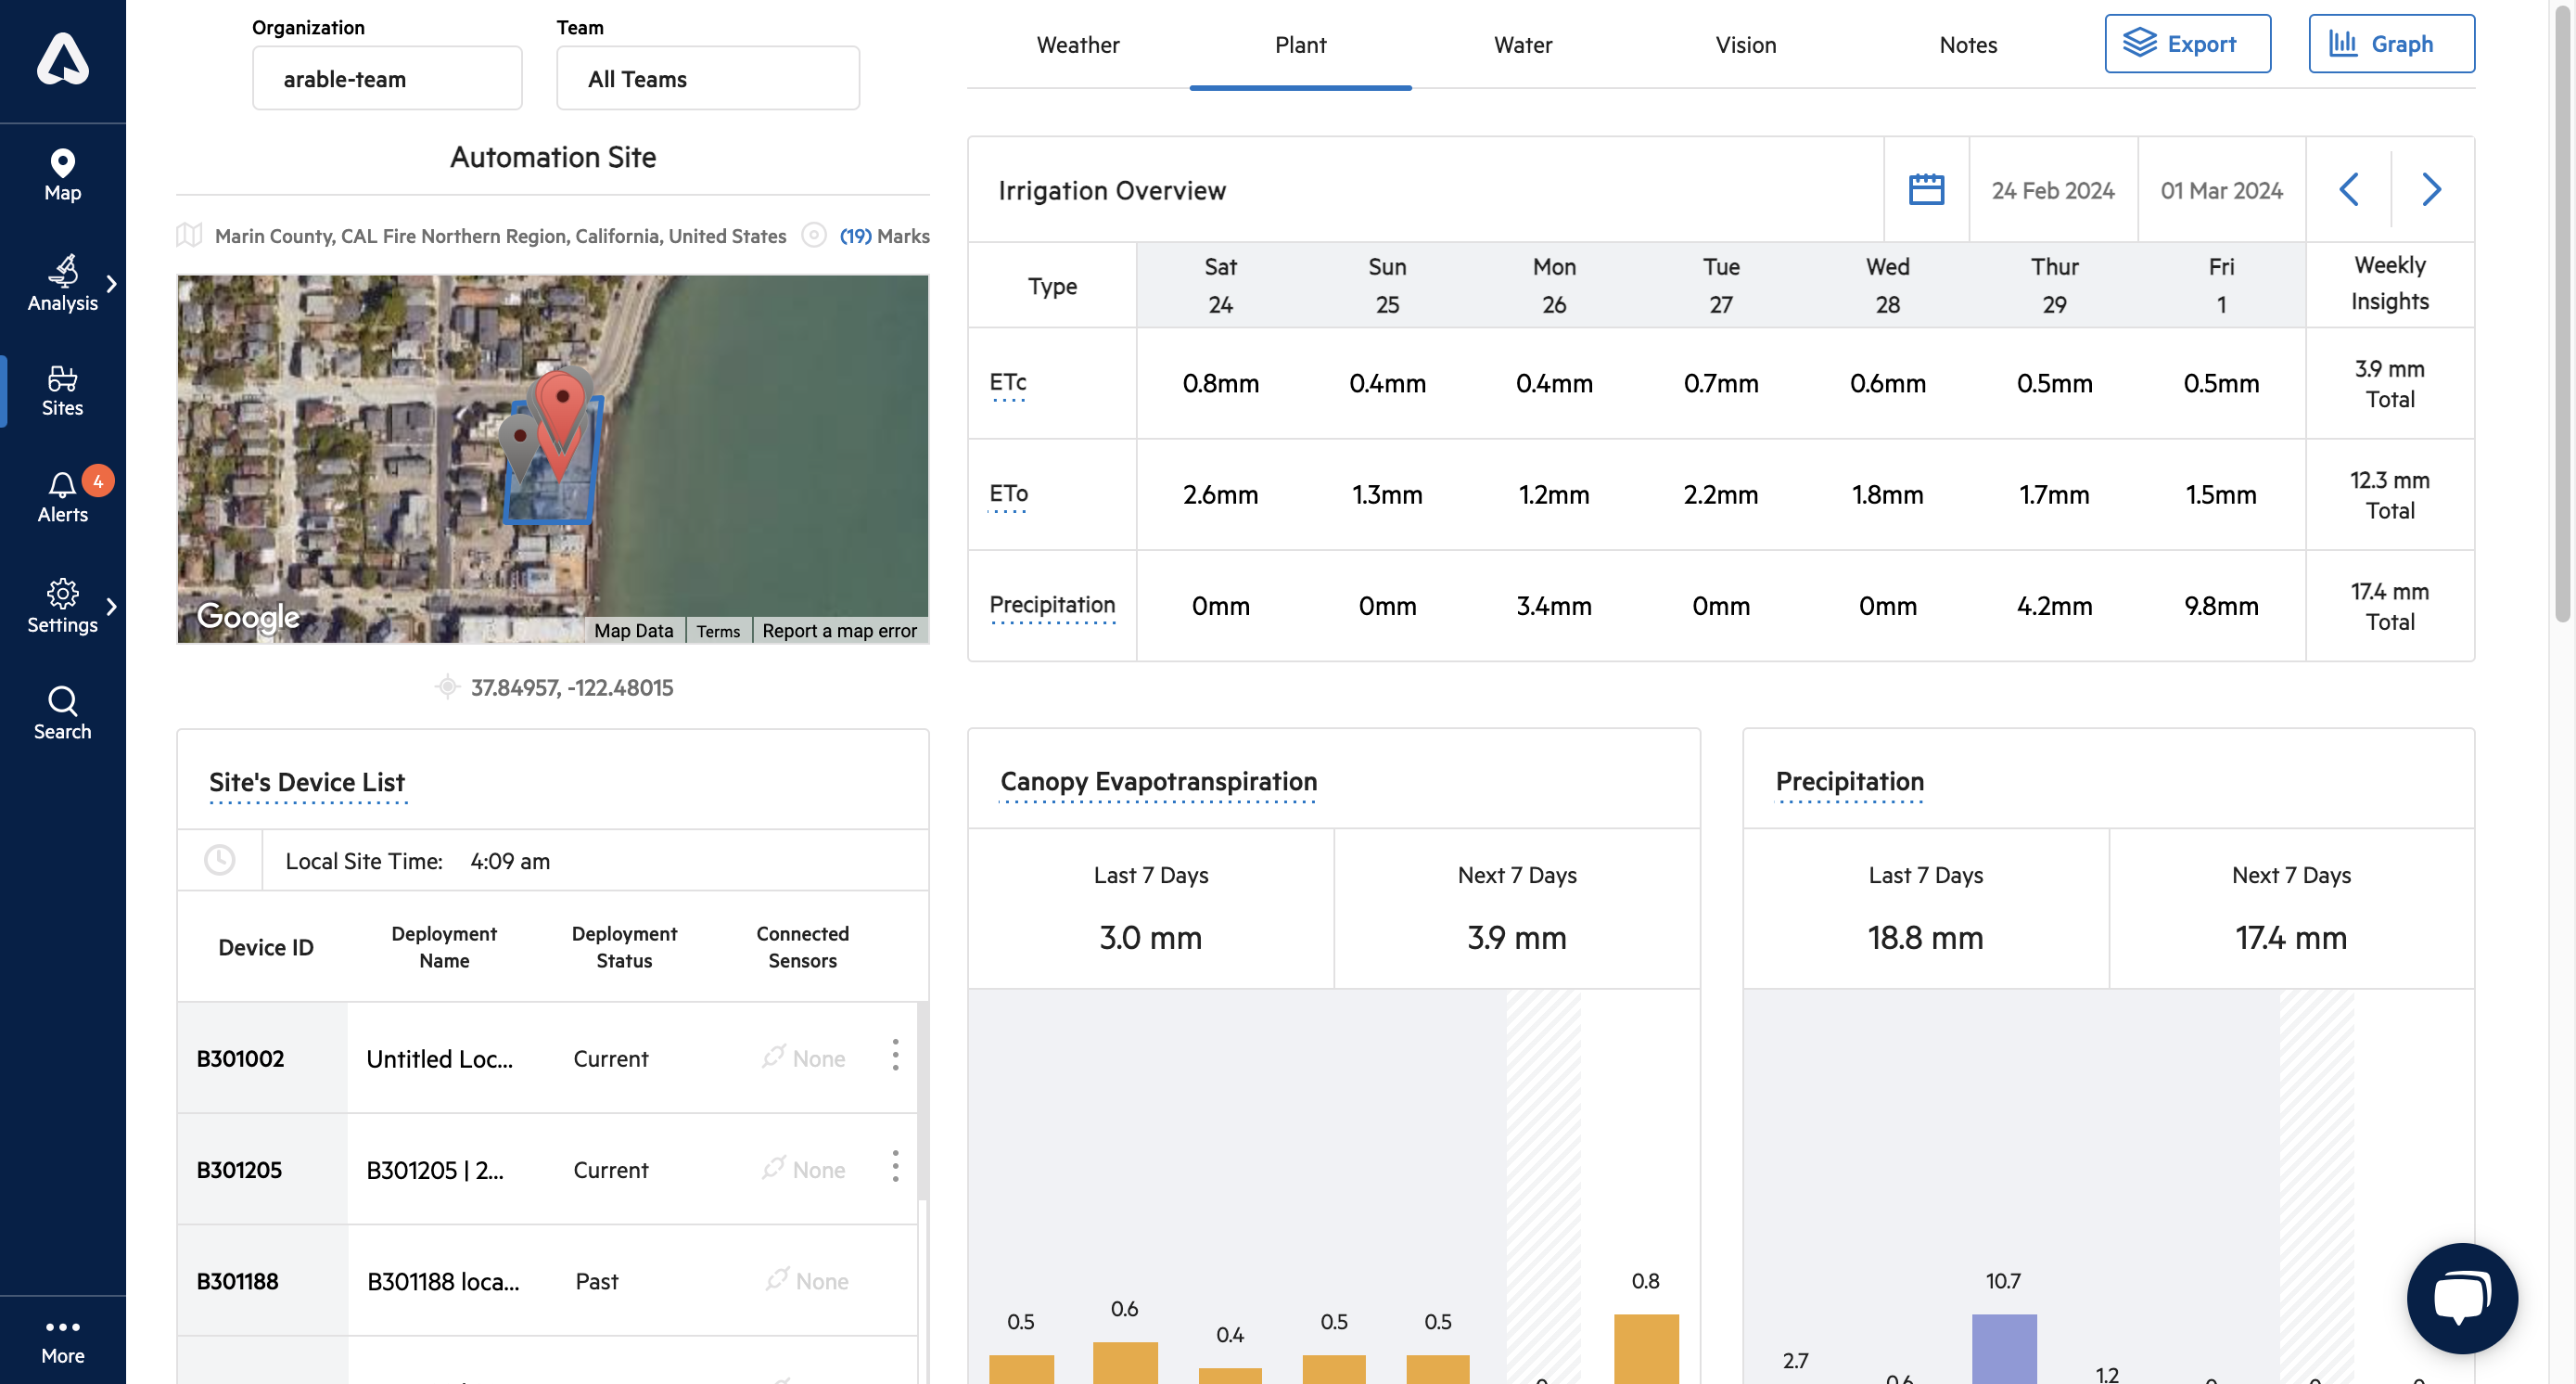 Organization
Team
arable-team
All Teams
Weather
Plant
Water
Vision
Notes
Export
Graph
Map
Analysis
Sites
4
Alerts
Settings
Search
More
Automation Site
Marin County, CAL Fire Northern Region, California, United States
(19) Marks
Google
Map Data
Terms
Report a map error
37.84957, -122.48015
Irrigation Overview
24 Feb 2024
01 Mar 2024
Type
Sat
24
Sun
25
Mon
26
Tue
27
Wed
28
Thur
29
Fri
1
Weekly
Insights
ETc
0.8mm
0.4mm
0.4mm
0.7mm
0.6mm
0.5mm
0.5mm
3.9 mm
Total
ETo
2.6mm
1.3mm
1.2mm
2.2mm
1.8mm
1.7mm
1.5mm
12.3 mm
Total
Precipitation
0mm
0mm
3.4mm
0mm
0mm
4.2mm
9.8mm
17.4 mm
Total
Site's Device List
Local Site Time: 4:09 am
Device ID
Deployment
Name
Deployment
Status
Connected
Sensors
B301002
Untitled Loc...
Current
None
B301205
B301205 | 2...
Current
None
B301188
B301188 loca...
Past
None
Canopy Evapotranspiration
Last 7 Days
3.0 mm
Next 7 Days
3.9 mm
0.5
0.6
0.4
0.5
0.5
0.8
Precipitation
Last 7 Days
18.8 mm
Next 7 Days
17.4 mm
2.7
0.6
10.7
1.2